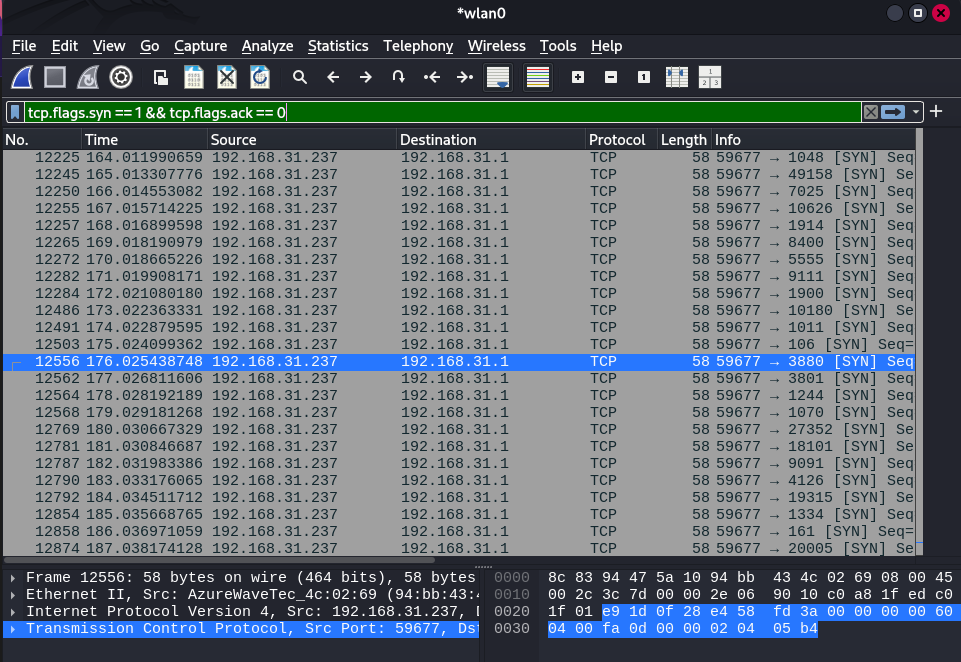 *wlan0
File Edit View Go Capture Analyze Statistics Telephony Wireless Tools Help
tcp.flags.syn == 1 && tcp.flags.ack == 0
No. Time Source Destination Protocol Length Info
12225 164.011990659 192.168.31.237 192.168.31.1 TCP 58 59677 → 1048 [SYN] Seq
12245 165.013307776 192.168.31.237 192.168.31.1 TCP 58 59677 → 49158 [SYN] Se
12250 166.014553082 192.168.31.237 192.168.31.1 TCP 58 59677 → 7025 [SYN] Seq
12255 167.015714225 192.168.31.237 192.168.31.1 TCP 58 59677 → 10626 [SYN] Se
12257 168.016899598 192.168.31.237 192.168.31.1 TCP 58 59677 → 1914 [SYN] Seq
12265 169.018190979 192.168.31.237 192.168.31.1 TCP 58 59677 → 8400 [SYN] Seq
12272 170.018665226 192.168.31.237 192.168.31.1 TCP 58 59677 → 5555 [SYN] Seq
12282 171.019908171 192.168.31.237 192.168.31.1 TCP 58 59677 → 9111 [SYN] Seq
12284 172.021080180 192.168.31.237 192.168.31.1 TCP 58 59677 → 1900 [SYN] Seq
12486 173.022363331 192.168.31.237 192.168.31.1 TCP 58 59677 → 10180 [SYN] Se
12491 174.022879595 192.168.31.237 192.168.31.1 TCP 58 59677 → 1011 [SYN] Seq
12503 175.024099362 192.168.31.237 192.168.31.1 TCP 58 59677 → 106 [SYN] Seq=
12556 176.025438748 192.168.31.237 192.168.31.1 TCP 58 59677 → 3880 [SYN] Seq
12562 177.026811606 192.168.31.237 192.168.31.1 TCP 58 59677 → 3801 [SYN] Seq
12564 178.028192189 192.168.31.237 192.168.31.1 TCP 58 59677 → 1244 [SYN] Seq
12568 179.029181268 192.168.31.237 192.168.31.1 TCP 58 59677 → 1070 [SYN] Seq
12769 180.030667329 192.168.31.237 192.168.31.1 TCP 58 59677 → 27352 [SYN] Se
12781 181.030846687 192.168.31.237 192.168.31.1 TCP 58 59677 → 18101 [SYN] Se
12787 182.031983386 192.168.31.237 192.168.31.1 TCP 58 59677 → 9091 [SYN] Seq
12790 183.033176065 192.168.31.237 192.168.31.1 TCP 58 59677 → 4126 [SYN] Seq
12792 184.034511712 192.168.31.237 192.168.31.1 TCP 58 59677 → 19315 [SYN] Se
12854 185.035668765 192.168.31.237 192.168.31.1 TCP 58 59677 → 1334 [SYN] Seq
12858 186.036971059 192.168.31.237 192.168.31.1 TCP 58 59677 → 161 [SYN] Seq=
12874 187.038174128 192.168.31.237 192.168.31.1 TCP 58 59677 → 20005 [SYN] Se
Frame 12556: 58 bytes on wire (464 bits), 58 bytes
Ethernet II, Src: AzureWaveTec_4c:02:69 (94:bb:43:4
Internet Protocol Version 4, Src: 192.168.31.237, D
Transmission Control Protocol, Src Port: 59677, Dst
0000 8c 83 94 47 5a 10 94 bb 43 4c 02 69 08 00 45
0010 00 2c 3c 7d 00 00 2e 06 90 10 c0 a8 1f ed c0
0020 1f 01 e9 1d 0f 28 e4 58 fd 3a 00 00 00 00 60
0030 04 00 fa 0d 00 00 02 04 05 b4